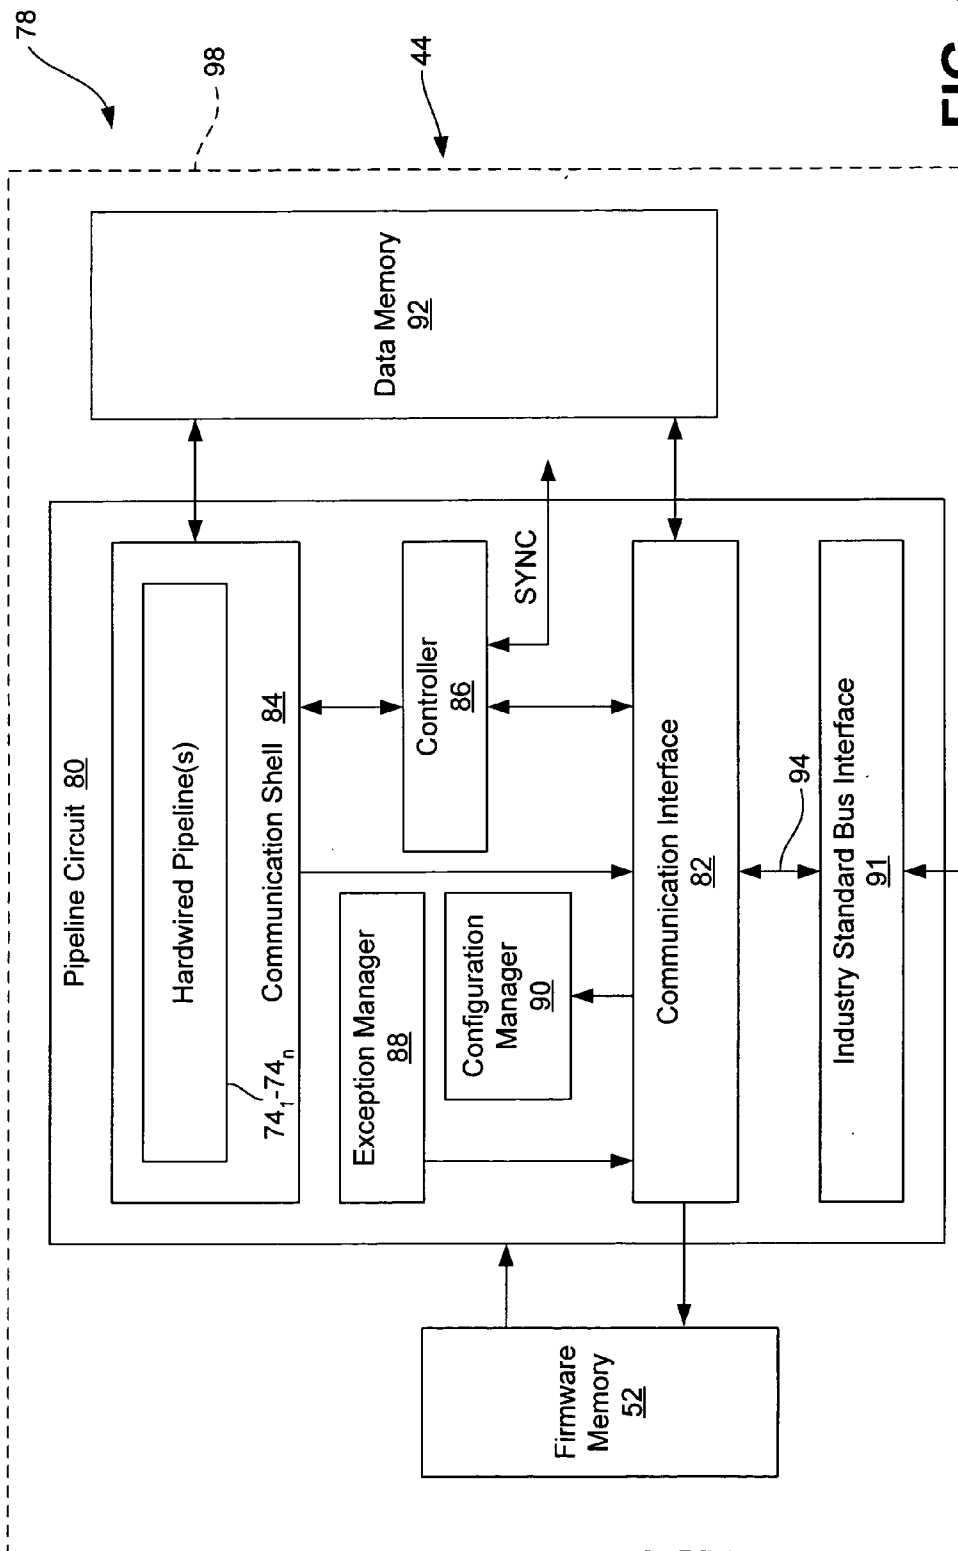 78
98
44
FIG
Pipeline Circuit 80
Hardwired Pipeline(s)
74₁-74ₙ
Communication Shell 84
Exception Manager
88
Controller
86
SYNC
Configuration
Manager
90
Communication Interface
82
94
Industry Standard Bus Interface
91
Data Memory
92
Firmware
Memory
52